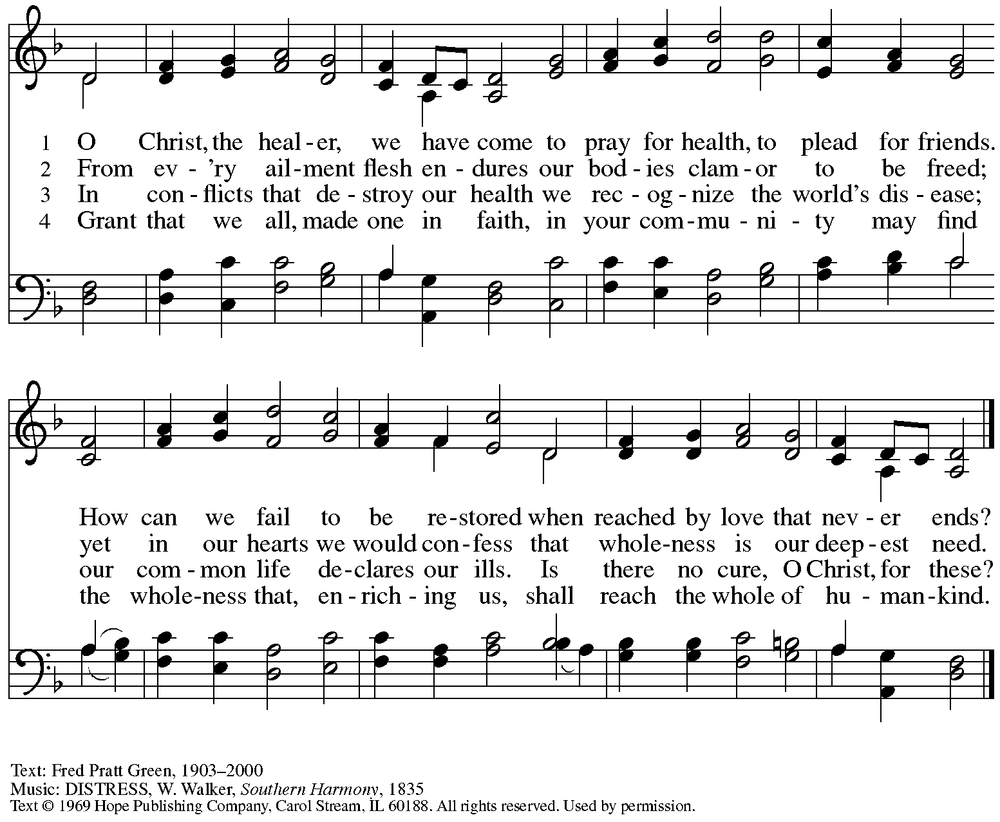 1 O Christ, the heal - er, we have come to pray for health, to plead for friends.
2 From ev - 'ry ail - ment flesh en - dures our bod - ies clam - or to be freed;
3 In con - flicts that de - stroy our health we rec - og - nize the world's dis - ease;
4 Grant that we all, made one in faith, in your com - mu - ni - ty may find
How can we fail to be re - stored when reached by love that nev - er ends?
yet in our hearts we would con - fess that whole - ness is our deep - est need.
our com - mon life de - clares our ills. Is there no cure, O Christ, for these?
the whole - ness that, en - rich - ing us, shall reach the whole of hu - man - kind.
Text: Fred Pratt Green, 1903–2000
Music: DISTRESS, W. Walker, Southern Harmony, 1835
Text © 1969 Hope Publishing Company, Carol Stream, IL 60188. All rights reserved. Used by permission.